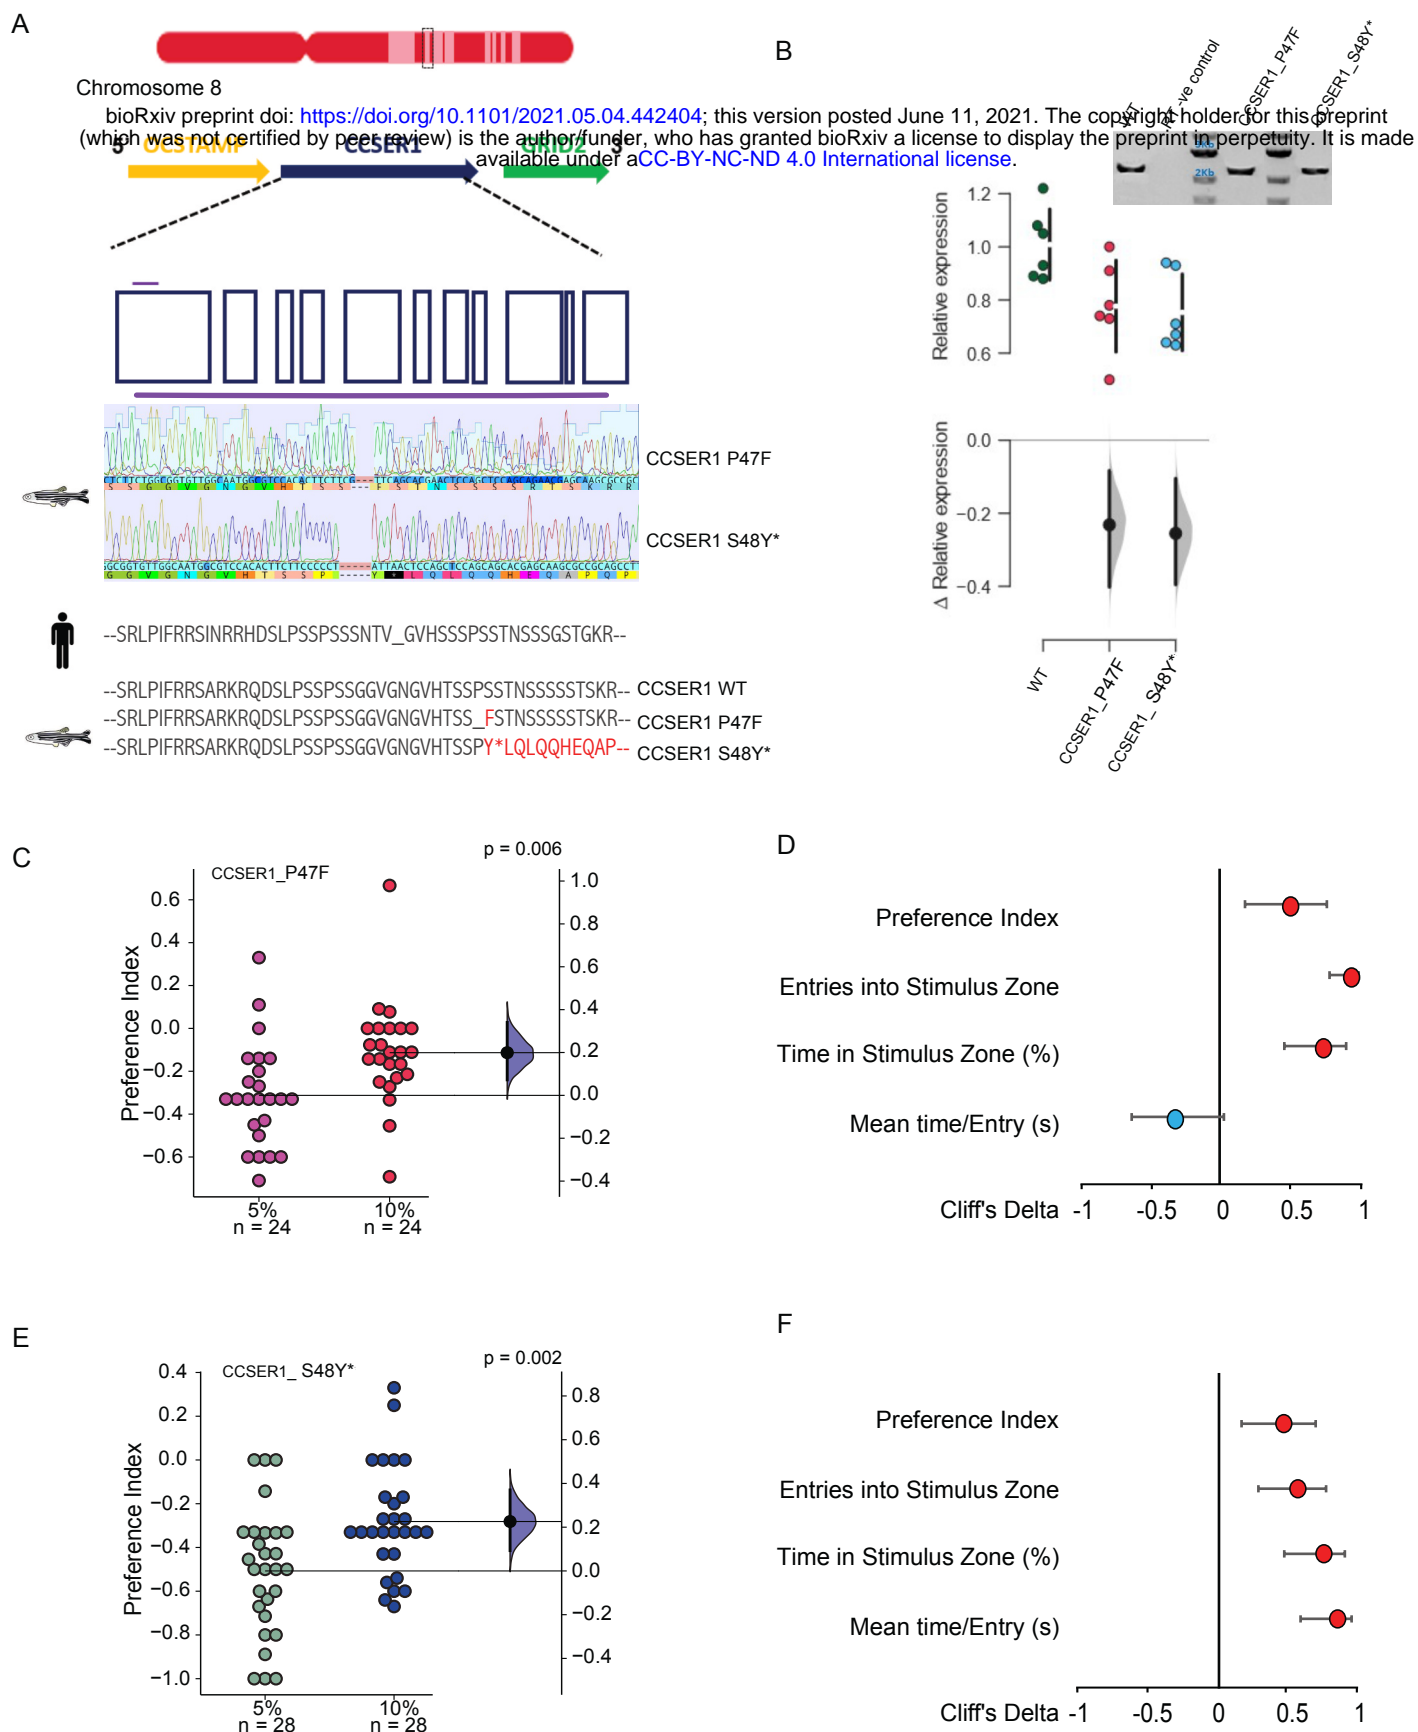 A
Chromosome 8
bioRxiv preprint doi: https://doi.org/10.1101/2021.05.04.442404; this version posted June 11, 2021. The copyright holder for this preprint
(which was not certified by peer review) is the author/funder, who has granted bioRxiv a license to display the preprint in perpetuity. It is made
available under aCC-BY-NC-ND 4.0 International license.
5' OCSTAMP CCSER1 GRID2 3'
CCSER1 P47F
CTCTTCTGGCGGTGTTGGCAATGGCGTCCACACTTCTTCG----TTCAGCACGAACTCCAGCTCCAGCAGAACGAGCAAGCGCCGC
S S G G V G N G V H T S S ---- F S T N S S S S R T S K R R
CCSER1 S48Y*
GGCGGTGTTGGCAATGGCGTCCACACTTCTTCCCCCT-----ATTAACTCCAGCTCCAGCAGCACGAGCAAGCGCCGCAGCCT
G G V G N G V H T S S P ----- Y * L Q L Q Q H E Q A P Q P
--SRLPIFRRSINRRHDSLPSSPSSSNTV_GVHSSSPSSTNSSSGSTGKR--
--SRLPIFRRSARKRQDSLPSSPSSGGVGNGVHTSSPSSTNSSSSSTSKR-- CCSER1 WT
--SRLPIFRRSARKRQDSLPSSPSSGGVGNGVHTSS_FSTNSSSSSTSKR-- CCSER1 P47F
--SRLPIFRRSARKRQDSLPSSPSSGGVGNGVHTSSPY*LQLQQHEQAP-- CCSER1 S48Y*
B
WT
RT -ve control
CCSER1_P47F
CCSER1_S48Y*
3Kb
2Kb
Relative expression
1.2
1.0
0.8
0.6
Δ Relative expression
0.0
−0.2
−0.4
WT
CCSER1_P47F
CCSER1_ S48Y*
C
CCSER1_P47F
p = 0.006
Preference Index
0.6
0.4
0.2
0.0
−0.2
−0.4
−0.6
1.0
0.8
0.6
0.4
0.2
0.0
−0.2
−0.4
5% 10%
n = 24 n = 24
D
Preference Index
Entries into Stimulus Zone
Time in Stimulus Zone (%)
Mean time/Entry (s)
Cliff's Delta -1 -0.5 0 0.5 1
E
CCSER1_ S48Y*
p = 0.002
Preference Index
0.4
0.2
0.0
−0.2
−0.4
−0.6
−0.8
−1.0
0.8
0.6
0.4
0.2
0.0
−0.2
−0.4
5% 10%
n = 28 n = 28
F
Preference Index
Entries into Stimulus Zone
Time in Stimulus Zone (%)
Mean time/Entry (s)
Cliff's Delta -1 -0.5 0 0.5 1